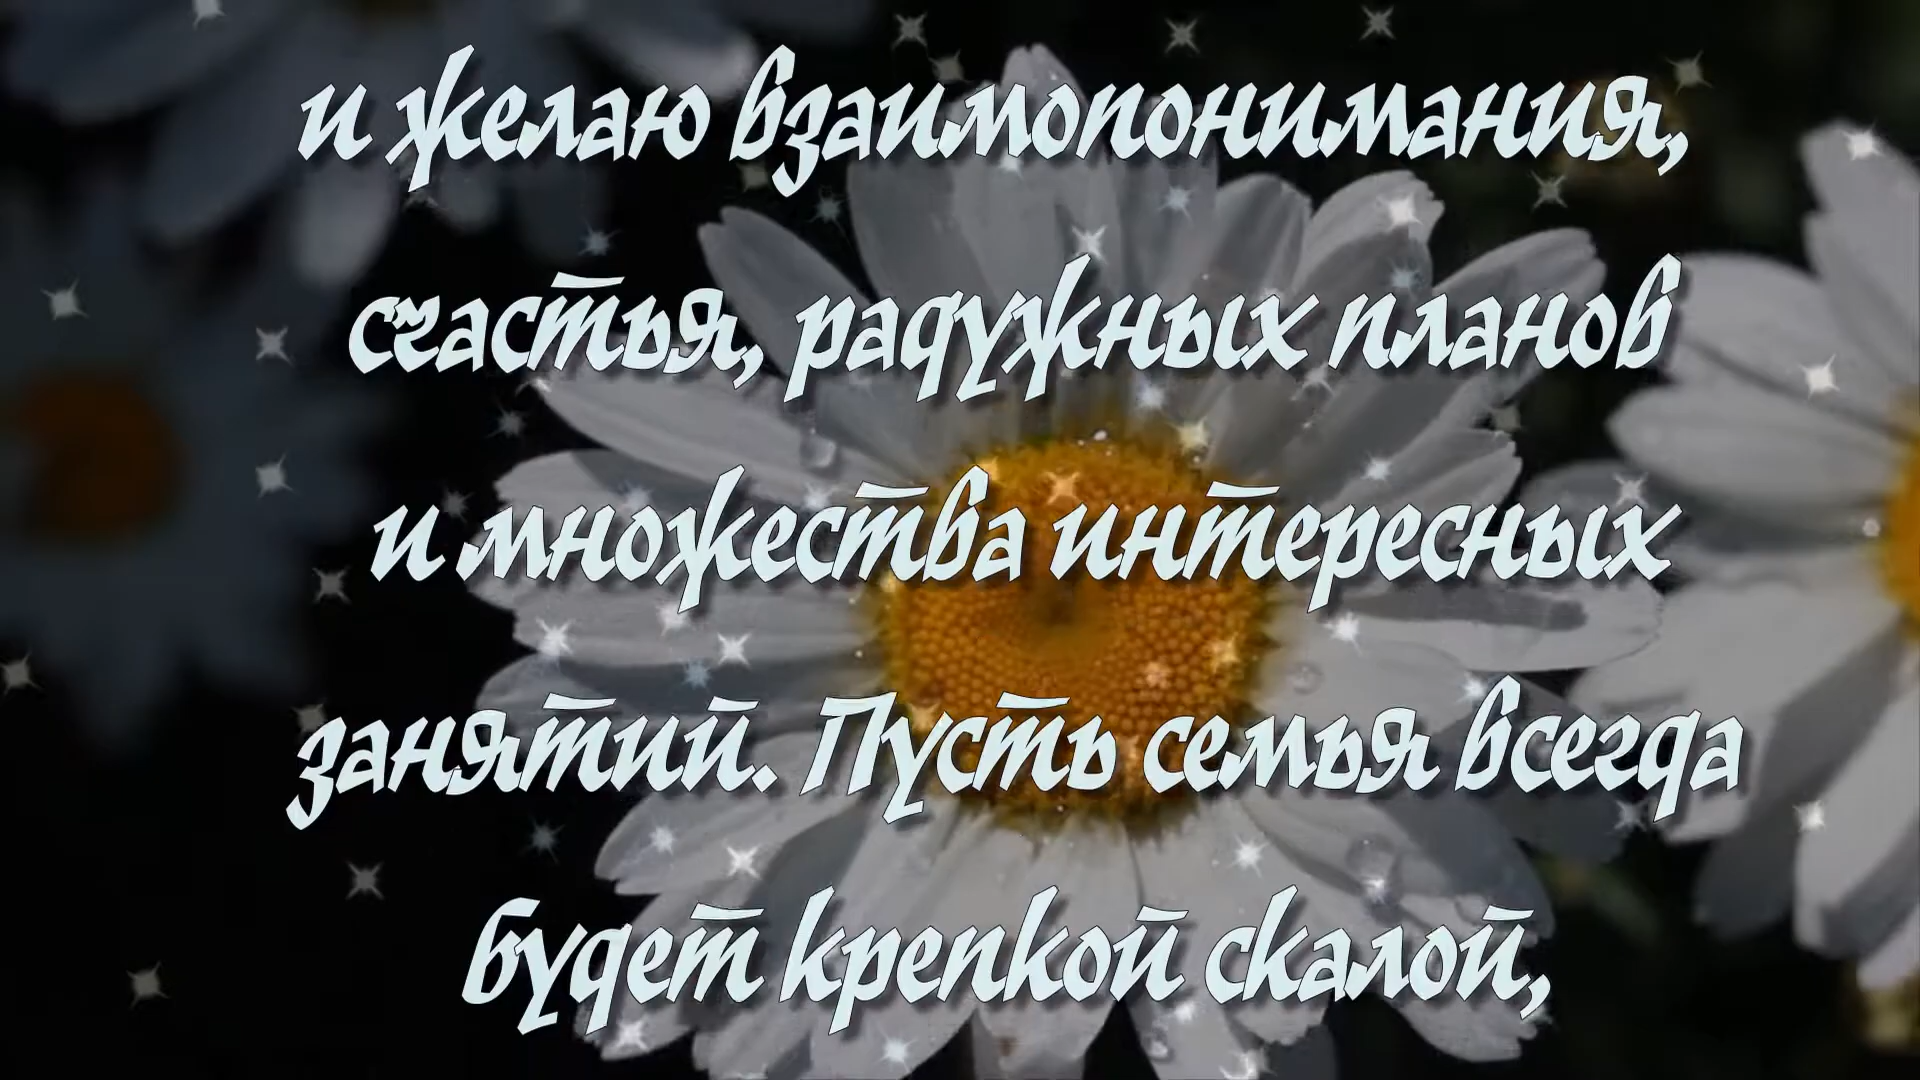 и желаю взаимопонимания,
счастья, радужных планов
и множества интересных
занятий. Пусть семья всегда
будет крепкой скалой,